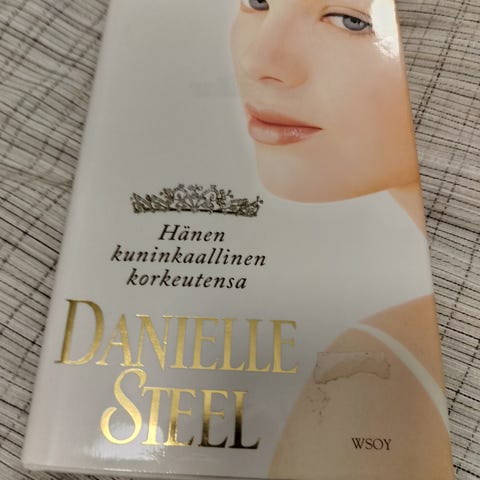 Hänen
kuninkaallinen
korkeutensa
DANIELLE
STEEL
WSOY